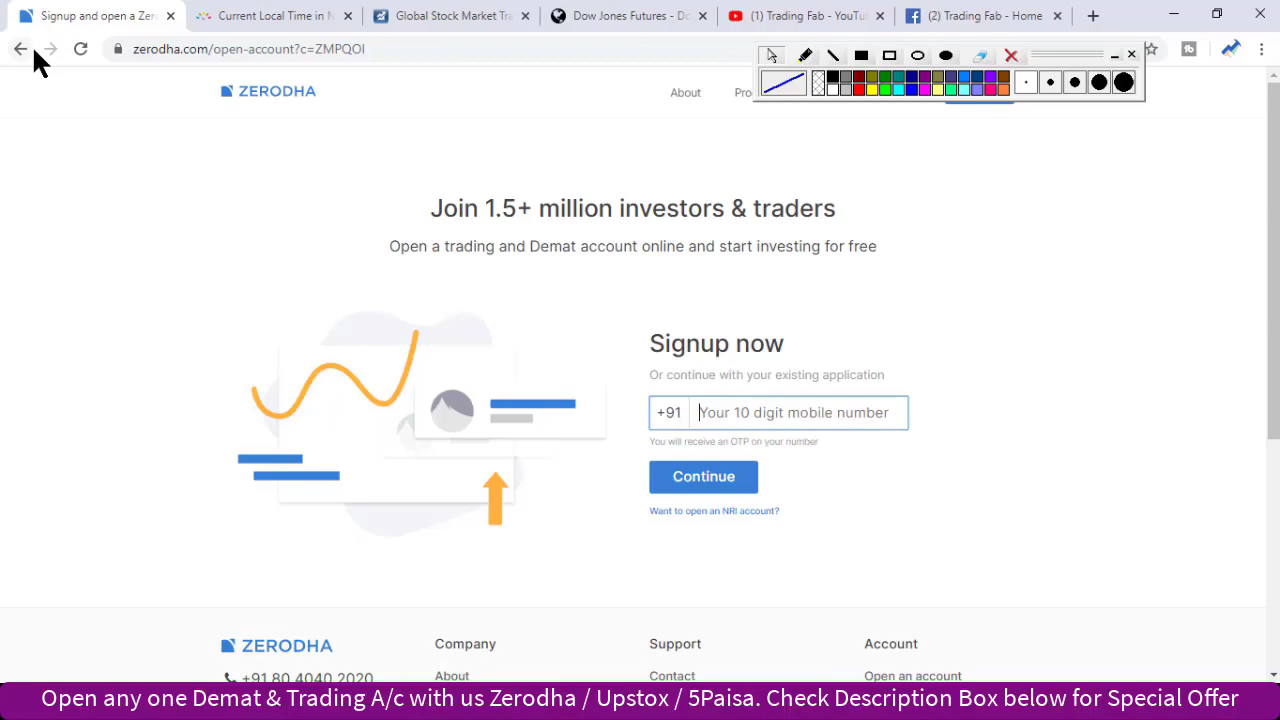 Signup and open a Zero
Current Local Time in N
Global Stock Market Tra
Dow Jones Futures - Do
(1) Trading Fab - YouTu
(2) Trading Fab - Home
zerodha.com/open-account?c=ZMPQOI
ZERODHA
About
Join 1.5+ million investors & traders
Open a trading and Demat account online and start investing for free
Signup now
Or continue with your existing application
+91 Your 10 digit mobile number
You will receive an OTP on your number
Continue
Want to open an NRI account?
ZERODHA
Company
Support
Account
+91 80 4040 2020
About
Contact
Open an account
Open any one Demat & Trading A/c with us Zerodha / Upstox / 5Paisa. Check Description Box below for Special Offer